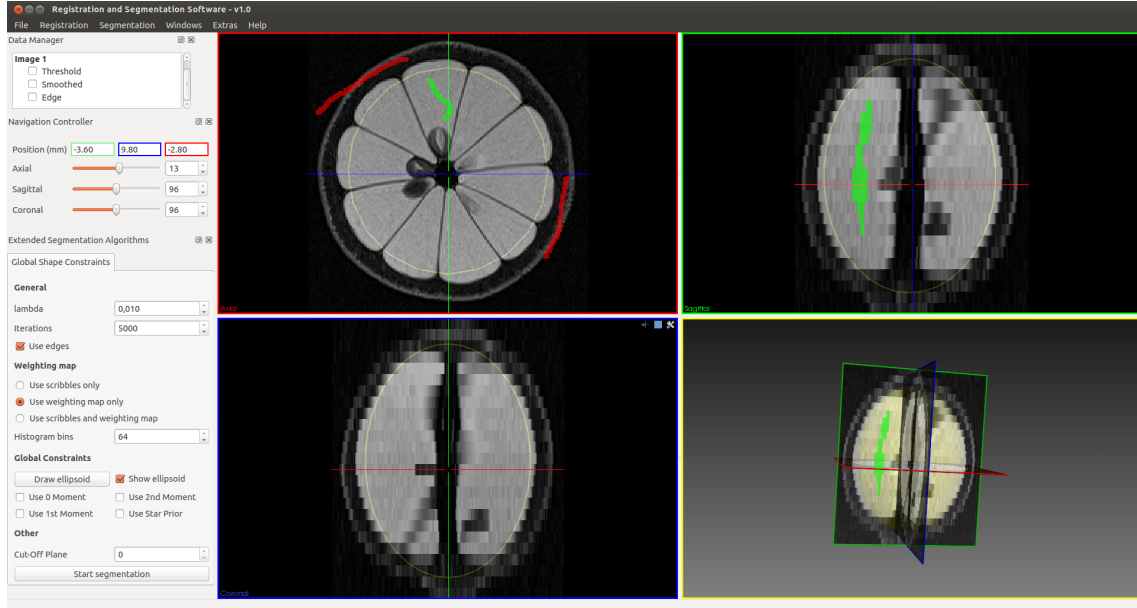 Registration and Segmentation Software - v1.0
File Registration Segmentation Windows Extras Help
Data Manager
Image 1
Threshold
Smoothed
Edge
Navigation Controller
Position (mm) -3.60 9.80 -2.80
Axial 13
Sagittal 96
Coronal 96
Extended Segmentation Algorithms
Global Shape Constraints
General
lambda 0,010
Iterations 5000
Use edges
Weighting map
Use scribbles only
Use weighting map only
Use scribbles and weighting map
Histogram bins 64
Global Constraints
Draw ellipsoid Show ellipsoid
Use 0 Moment Use 2nd Moment
Use 1st Moment Use Star Prior
Other
Cut-Off Plane 0
Start segmentation
Axial
Sagittal
Coronal